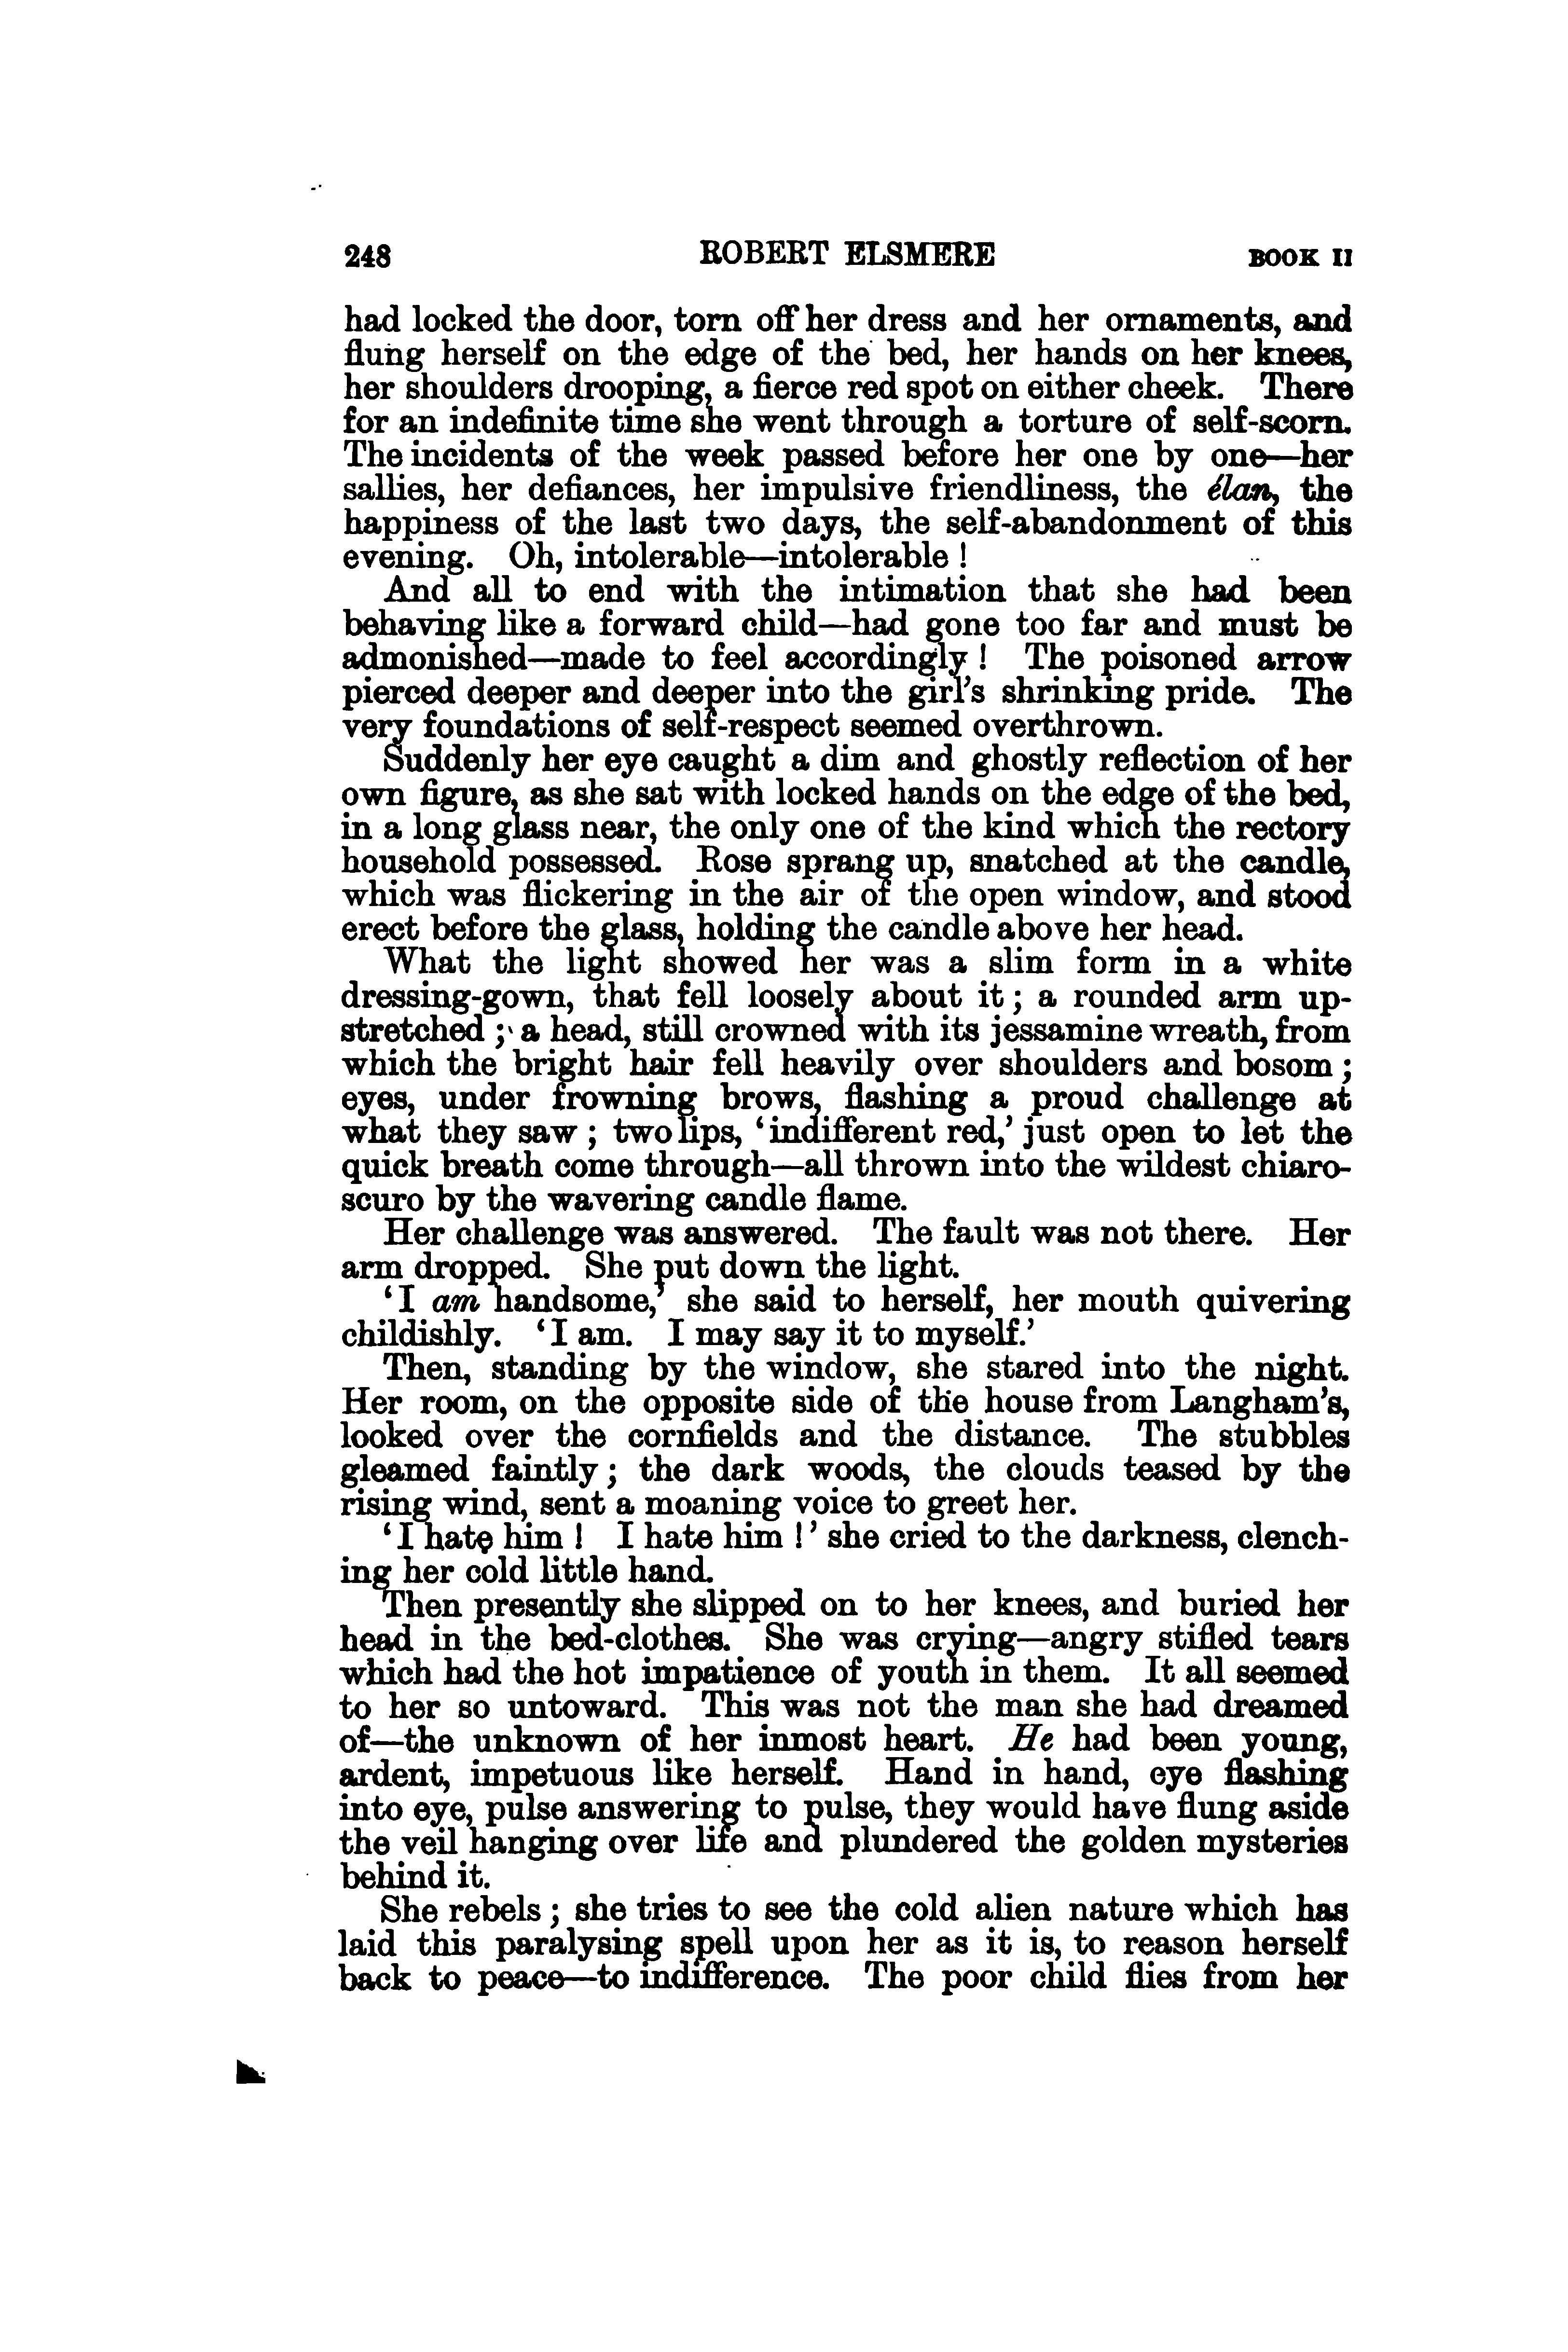 248 ROBERT ELSMERE BOOK II
had locked the door, torn off her dress and her ornaments, and
flung herself on the edge of the bed, her hands on her knees,
her shoulders drooping, a fierce red spot on either cheek. There
for an indefinite time she went through a torture of self-scorn.
The incidents of the week passed before her one by one—her
sallies, her defiances, her impulsive friendliness, the élan, the
happiness of the last two days, the self-abandonment of this
evening. Oh, intolerable—intolerable !
And all to end with the intimation that she had been
behaving like a forward child—had gone too far and must be
admonished—made to feel accordingly ! The poisoned arrow
pierced deeper and deeper into the girl's shrinking pride. The
very foundations of self-respect seemed overthrown.
Suddenly her eye caught a dim and ghostly reflection of her
own figure, as she sat with locked hands on the edge of the bed,
in a long glass near, the only one of the kind which the rectory
household possessed. Rose sprang up, snatched at the candle,
which was flickering in the air of the open window, and stood
erect before the glass, holding the candle above her head.
What the light showed her was a slim form in a white
dressing-gown, that fell loosely about it ; a rounded arm up-
stretched ; a head, still crowned with its jessamine wreath, from
which the bright hair fell heavily over shoulders and bosom ;
eyes, under frowning brows, flashing a proud challenge at
what they saw ; two lips, ‘indifferent red,’ just open to let the
quick breath come through—all thrown into the wildest chiaro-
scuro by the wavering candle flame.
Her challenge was answered. The fault was not there. Her
arm dropped. She put down the light.
‘I am handsome,’ she said to herself, her mouth quivering
childishly. ‘I am. I may say it to myself.’
Then, standing by the window, she stared into the night.
Her room, on the opposite side of the house from Langham's,
looked over the cornfields and the distance. The stubbles
gleamed faintly ; the dark woods, the clouds teased by the
rising wind, sent a moaning voice to greet her.
‘I hate him ! I hate him !’ she cried to the darkness, clench-
ing her cold little hand.
Then presently she slipped on to her knees, and buried her
head in the bed-clothes. She was crying—angry stifled tears
which had the hot impatience of youth in them. It all seemed
to her so untoward. This was not the man she had dreamed
of—the unknown of her inmost heart. He had been young,
ardent, impetuous like herself. Hand in hand, eye flashing
into eye, pulse answering to pulse, they would have flung aside
the veil hanging over life and plundered the golden mysteries
behind it.
She rebels ; she tries to see the cold alien nature which has
laid this paralysing spell upon her as it is, to reason herself
back to peace—to indifference. The poor child flies from her